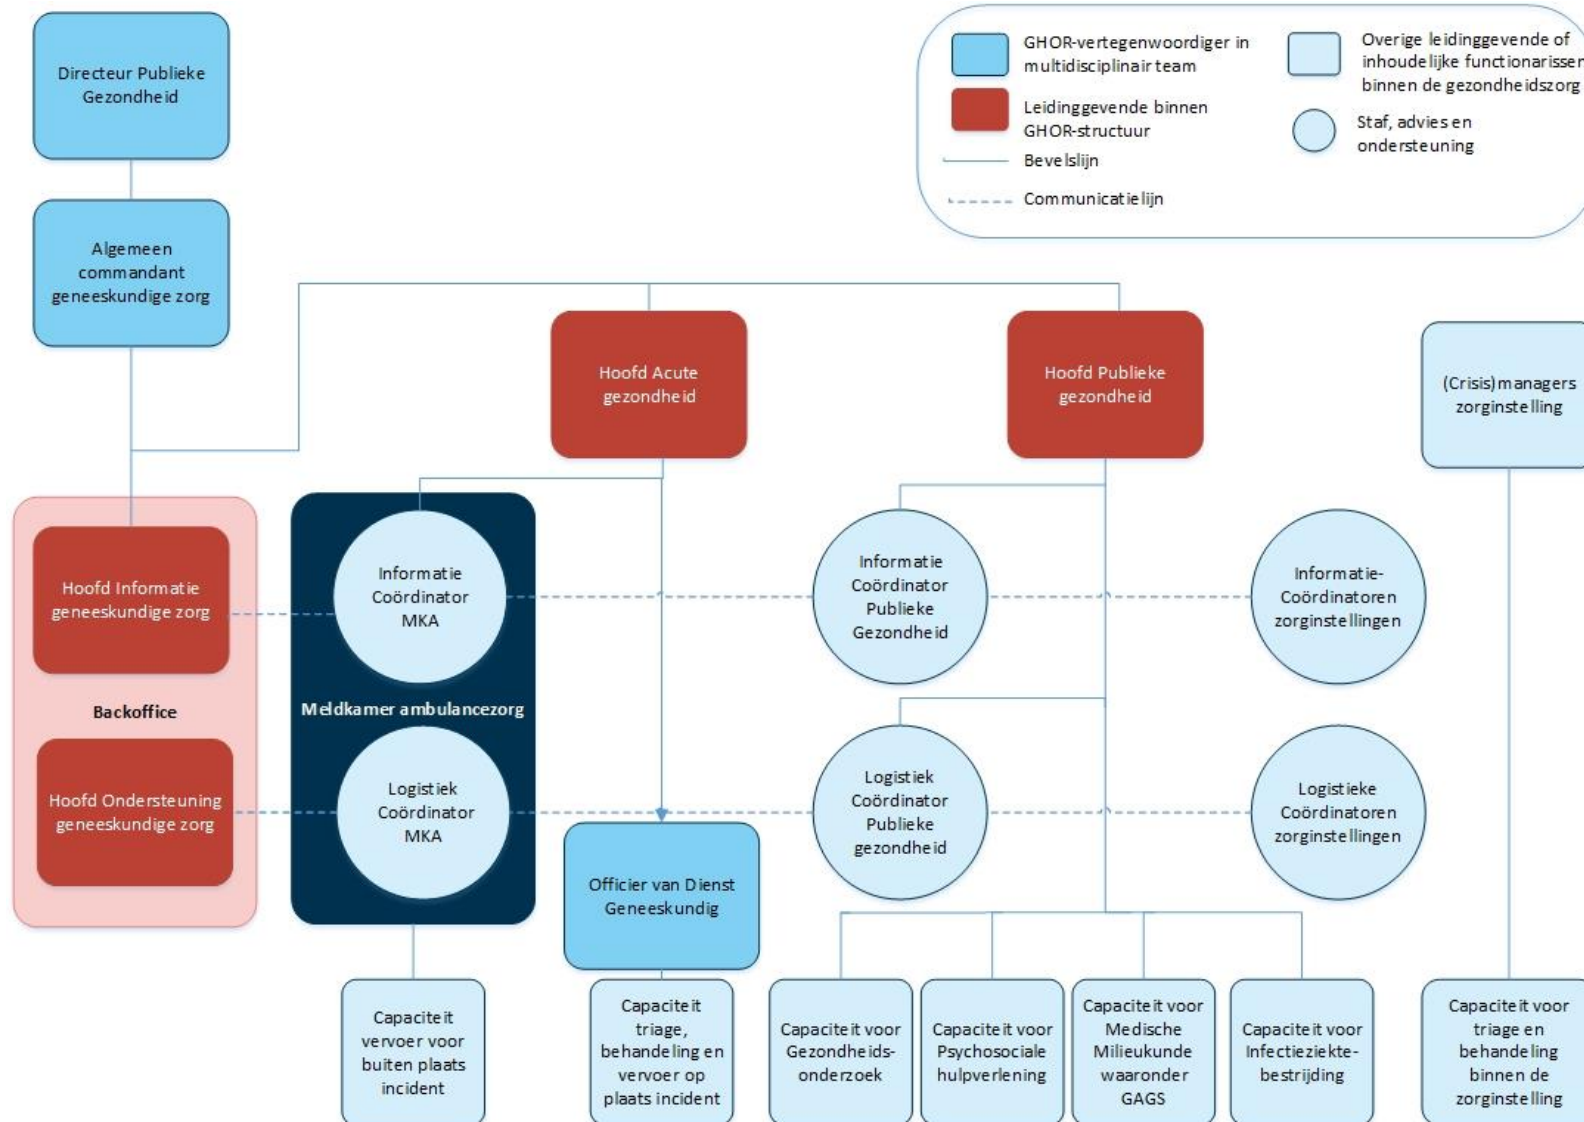 Directeur Publieke
Gezondheid
GHOR-vertegenwoordiger in
multidisciplinair team
Leidinggevende binnen
GHOR-structuur
Bevelslijn
Communicatielijn
Overige leidinggevende of
inhoudelijke functionarissen
binnen de gezondheidszorg
Staf, advies en
ondersteuning
Algemeen
commandant
geneeskundige zorg
Hoofd Acute
gezondheid
Hoofd Publieke
gezondheid
(Crisis)managers
zorginstelling
Hoofd Informatie
geneeskundige zorg
Backoffice
Hoofd Ondersteuning
geneeskundige zorg
Informatie
Coördinator
MKA
Meldkamer ambulancezorg
Logistiek
Coördinator
MKA
Informatie
Coördinator
Publieke
Gezondheid
Informatie-
Coördinatoren
zorginstellingen
Logistiek
Coördinator
Publieke
gezondheid
Logistieke
Coördinatoren
zorginstellingen
Officier van Dienst
Geneeskundig
Capaciteit
vervoer voor
buiten plaats
incident
Capaciteit
triage,
behandeling en
vervoer op
plaats incident
Capaciteit voor
Gezondheids-
onderzoek
Capaciteit voor
Psychosociale
hulpverlening
Capaciteit voor
Medische
Milieukunde
waaronder
GAGS
Capaciteit voor
Infectieziekte-
bestrijding
Capaciteit voor
triage en
behandeling
binnen de
zorginstelling